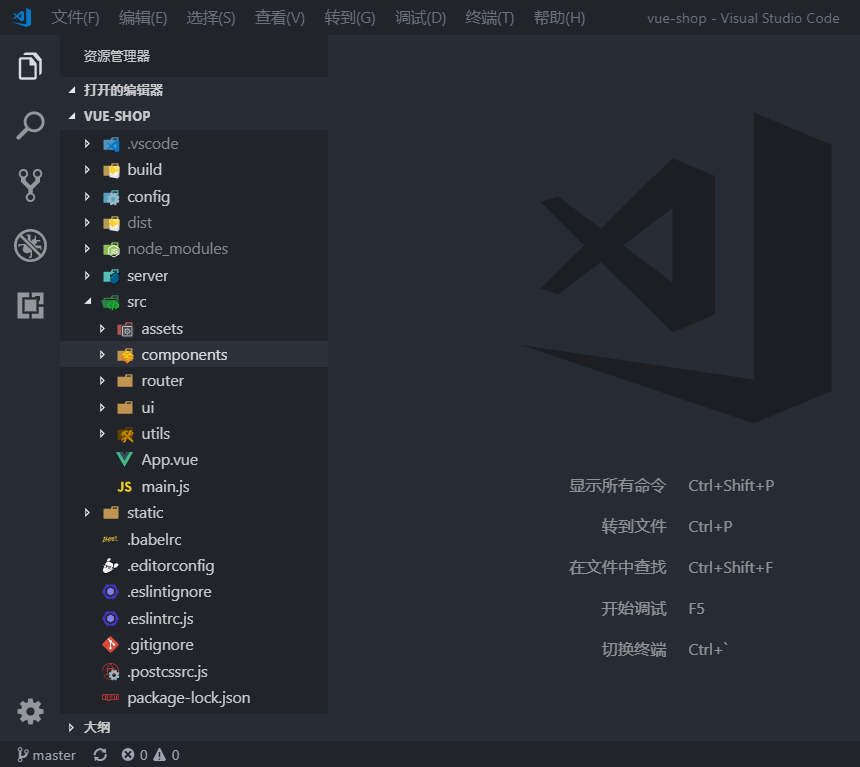 文件(F) 编辑(E) 选择(S) 查看(V) 转到(G) 调试(D) 终端(T) 帮助(H) vue-shop - Visual Studio Code
资源管理器
打开的编辑器
VUE-SHOP
.vscode
build
config
dist
node_modules
server
src
assets
components
router
ui
utils
App.vue
JS main.js
static
.babelrc
.editorconfig
.eslintignore
.eslintrc.js
.gitignore
.postcssrc.js
package-lock.json
大纲
显示所有命令 Ctrl+Shift+P
转到文件 Ctrl+P
在文件中查找 Ctrl+Shift+F
开始调试 F5
切换终端 Ctrl+`
master 0 0